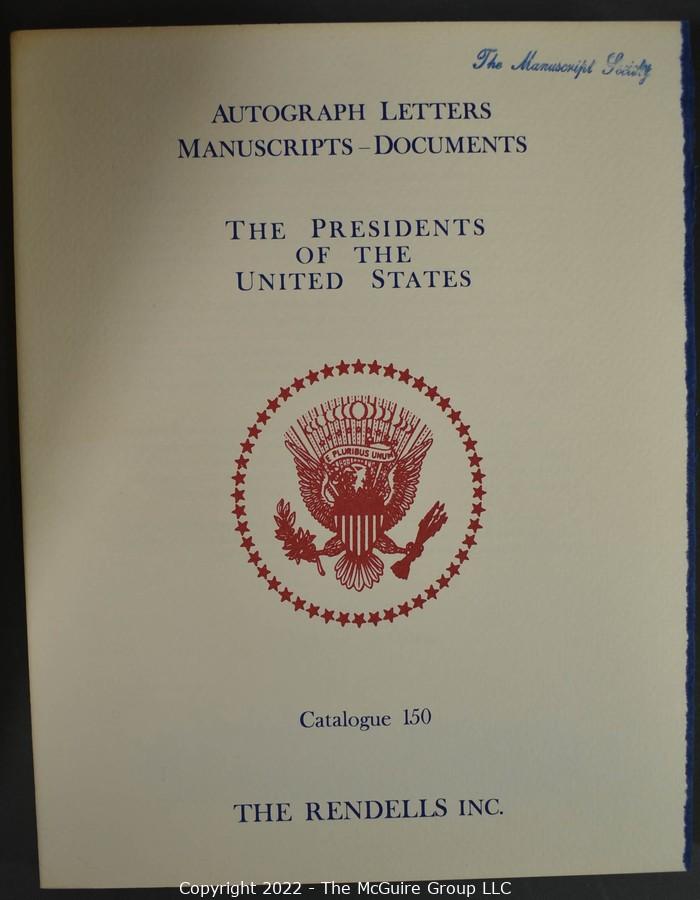 The Manuscript Society
AUTOGRAPH LETTERS
MANUSCRIPTS – DOCUMENTS
THE PRESIDENTS
OF THE
UNITED STATES
E PLURIBUS UNUM
Catalogue 150
THE RENDELLS INC.
Copyright 2022 - The McGuire Group LLC